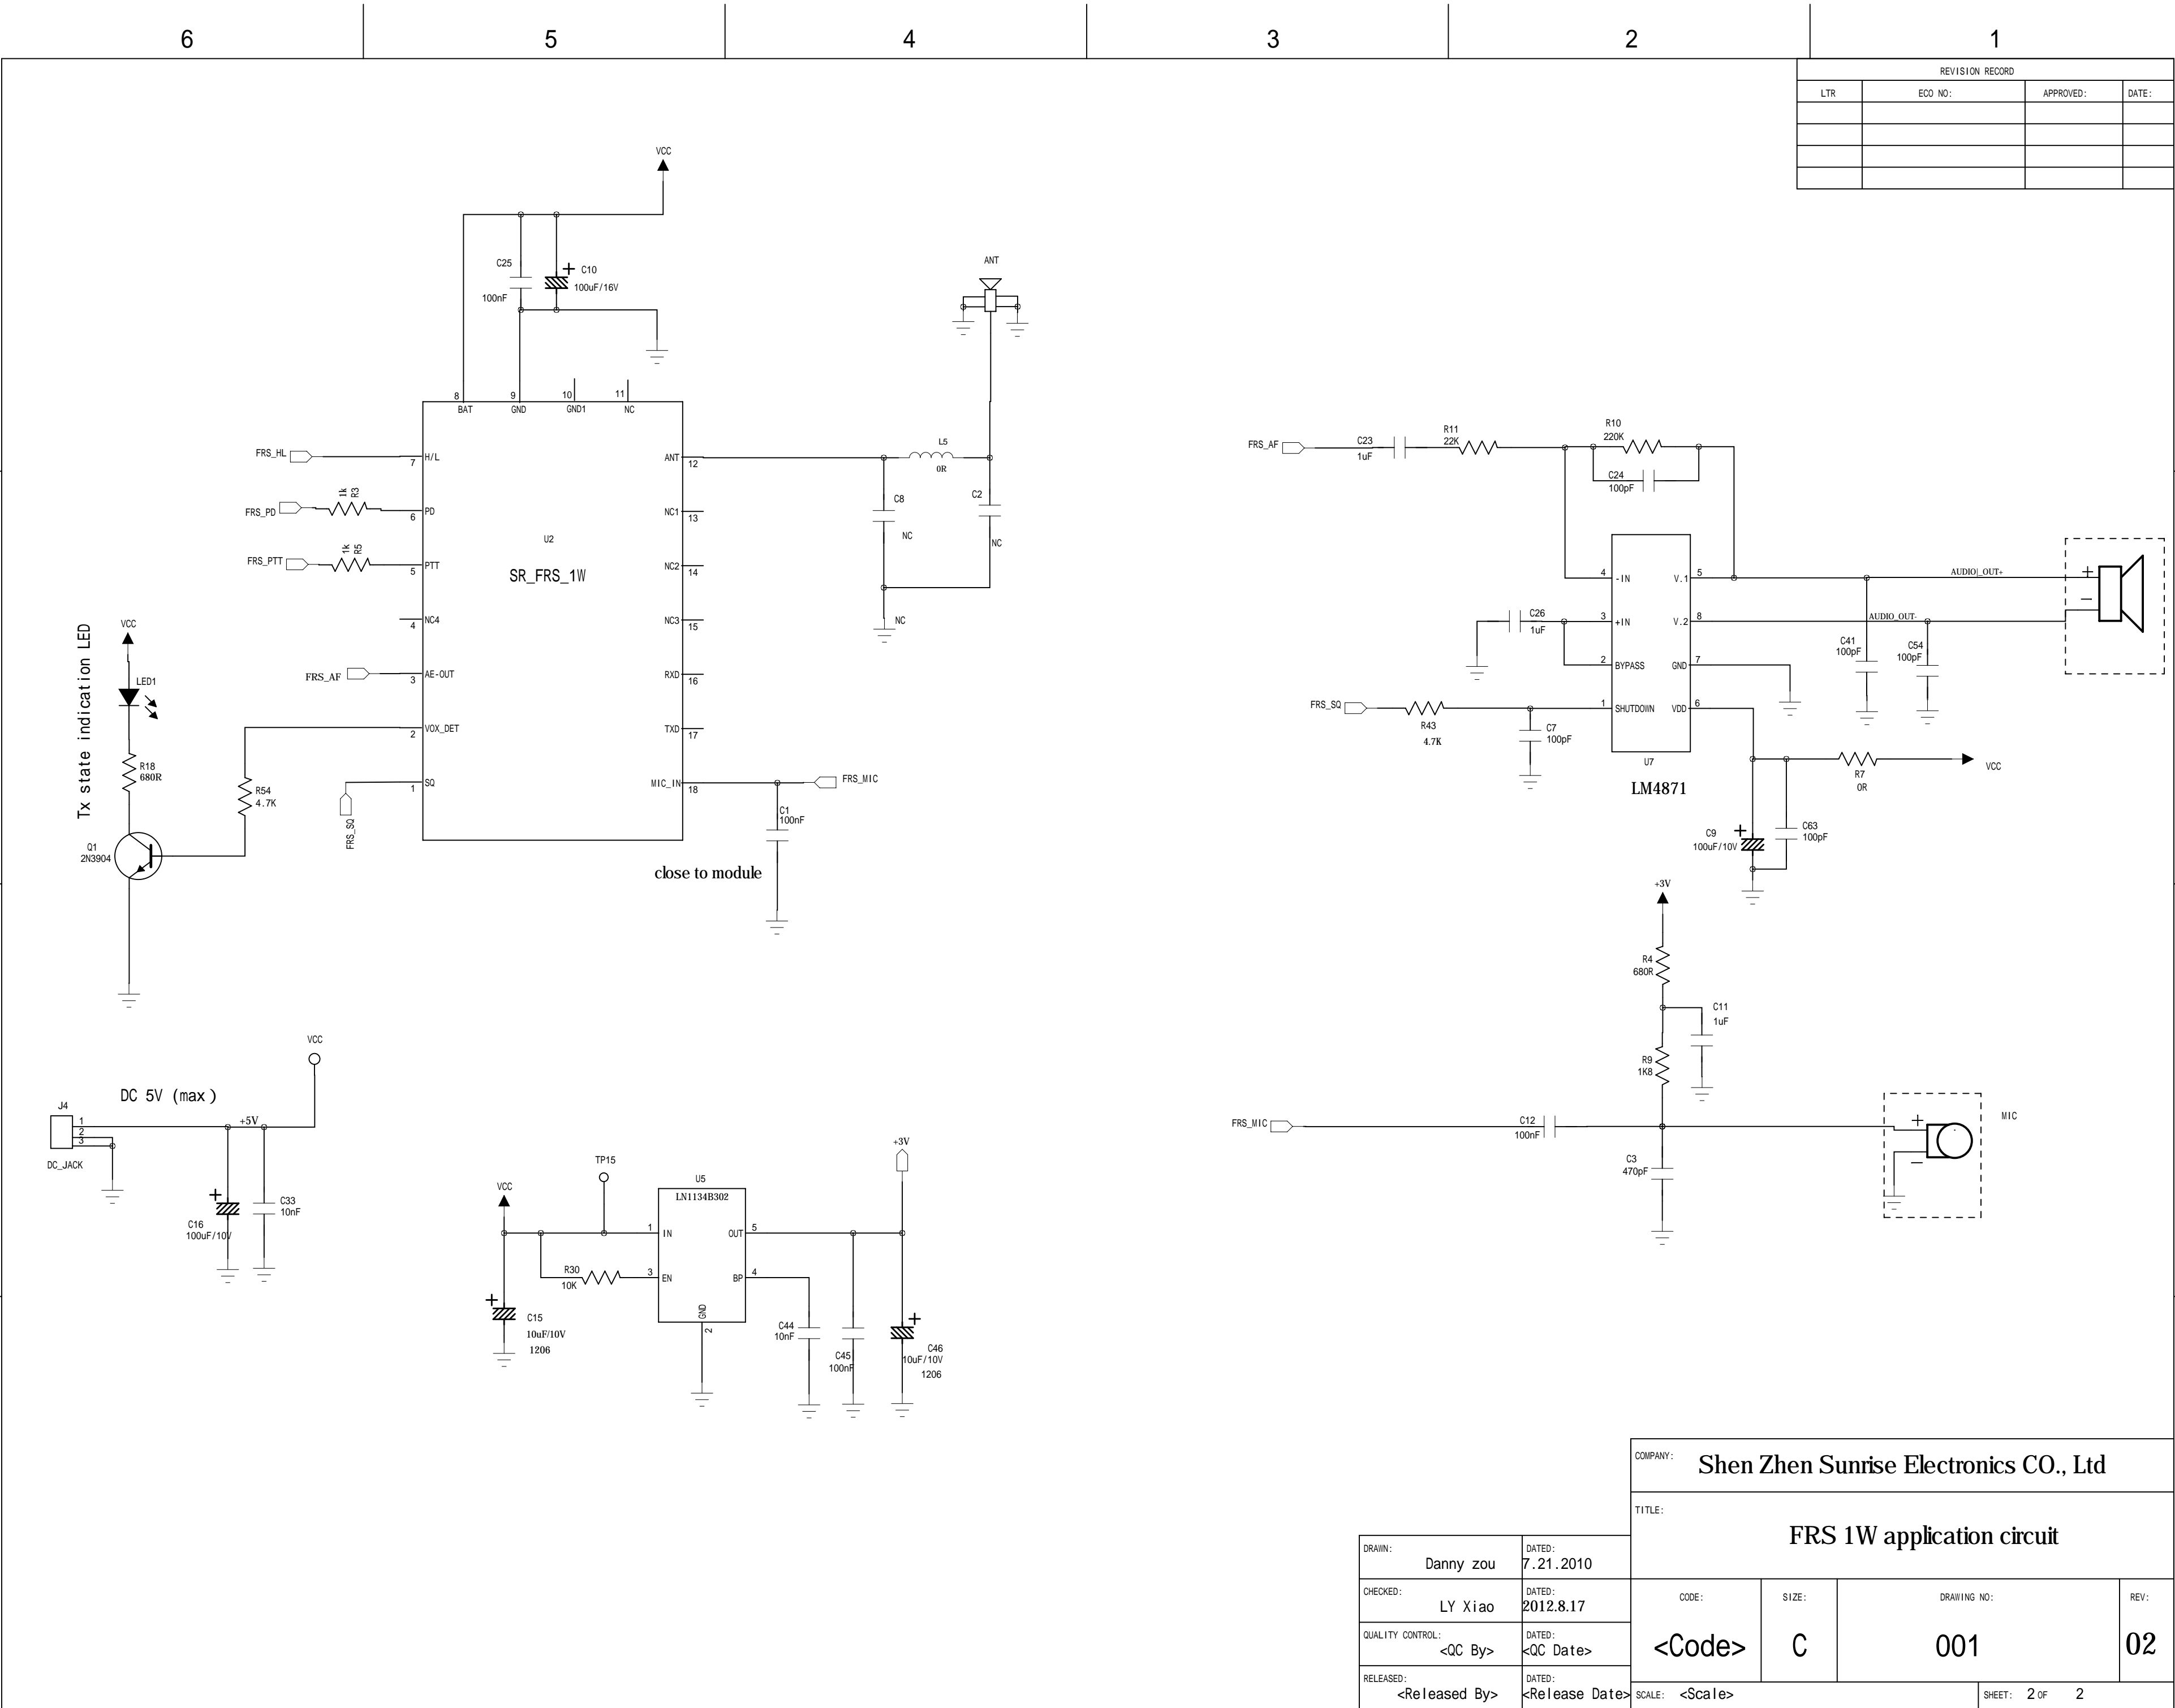 6 5 4 3 2 1
REVISION RECORD
LTR ECO NO: APPROVED: DATE:
VCC
C25
100nF
C10
100uF/16V
ANT
8 9 10 11
BAT GND GND1 NC
FRS_HL
7 H/L
FRS_PD
1k
R3
6 PD
FRS_PTT
1k
R5
5 PTT
4 NC4
FRS_AF
3 AE-OUT
2 VOX_DET
1 SQ
FRS_SQ
U2
SR_FRS_1W
ANT 12
NC1 13
NC2 14
NC3 15
RXD 16
TXD 17
MIC_IN 18
L5
0R
C8
NC
C2
NC
NC
FRS_MIC
C1
100nF
close to module
Tx state indication LED
VCC
LED1
R18
680R
R54
4.7K
Q1
2N3904
FRS_AF
C23
1uF
R11
22K
R10
220K
C24
100pF
4 -IN V.1 5
3 +IN V.2 8
2 BYPASS GND 7
1 SHUTDOWN VDD 6
C26
1uF
FRS_SQ
R43
4.7K
C7
100pF
U7
LM4871
AUDIO|_OUT+
AUDIO_OUT-
C41
100pF
C54
100pF
R7
0R
VCC
C9
100uF/10V
C63
100pF
+3V
R4
680R
C11
1uF
R9
1K8
FRS_MIC
C12
100nF
C3
470pF
MIC
VCC
DC 5V (max)
J4
1
2
3
+5V
DC_JACK
C16
100uF/10V
C33
10nF
VCC
TP15
U5
LN1134B302
1 IN OUT 5
3 EN BP 4
GND
2
R30
10K
C15
10uF/10V
1206
C44
10nF
C45
100nF
+3V
C46
10uF/10V
1206
COMPANY: Shen Zhen Sunrise Electronics CO., Ltd
TITLE:
FRS 1W application circuit
DRAWN: Danny zou DATED: 7.21.2010
CHECKED: LY Xiao DATED: 2012.8.17
QUALITY CONTROL: <QC By> DATED: <QC Date>
RELEASED: <Released By> DATED: <Release Date>
CODE: SIZE: DRAWING NO: REV:
<Code> C 001 02
SCALE: <Scale> SHEET: 2 OF 2